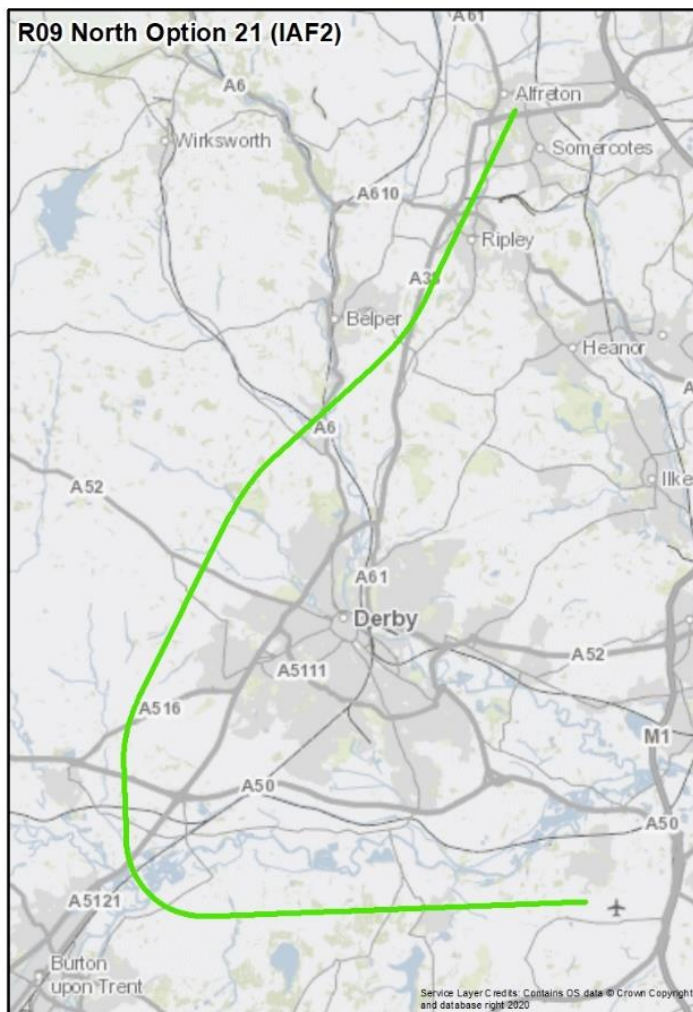 R09 North Option 21 (IAF2)
A61
A6
Alfreton
Wirksworth
Somercotes
A610
Ripley
A38
Belper
Heanor
A6
A52
Ilke
A61
Derby
A5111
A52
A516
M1
A50
A50
A5121
Burton
upon Trent
Service Layer Credits: Contains OS data © Crown Copyright
and database right 2020